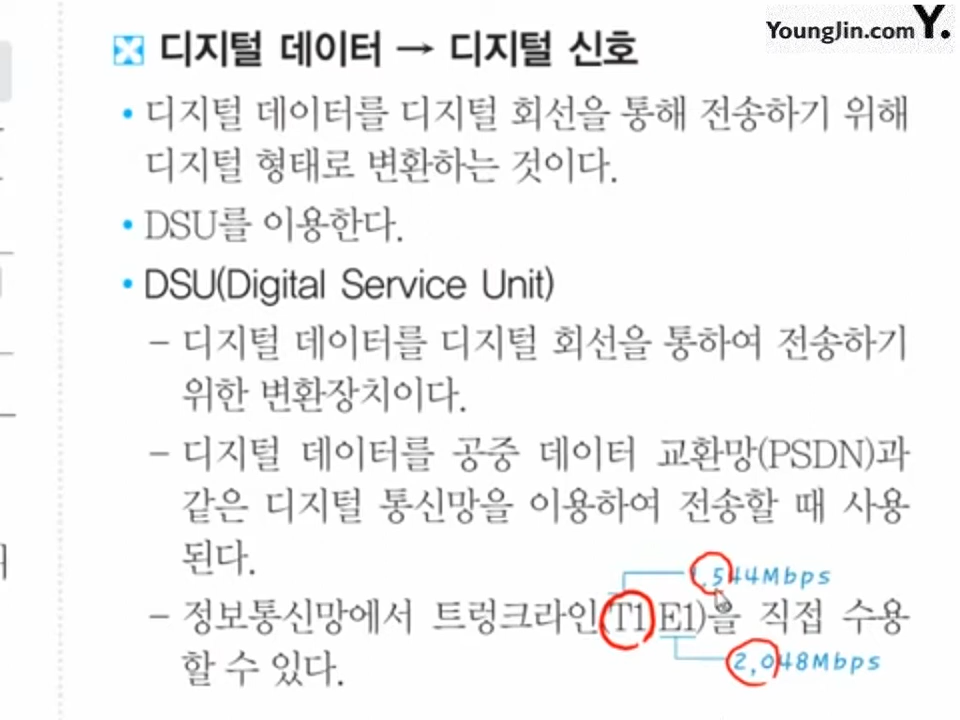 YoungJin.com Y.
디지털 데이터 → 디지털 신호
• 디지털 데이터를 디지털 회선을 통해 전송하기 위해
디지털 형태로 변환하는 것이다.
• DSU를 이용한다.
• DSU(Digital Service Unit)
– 디지털 데이터를 디지털 회선을 통하여 전송하기
위한 변환장치이다.
– 디지털 데이터를 공중 데이터 교환망(PSDN)과
같은 디지털 통신망을 이용하여 전송할 때 사용
된다.
.544Mbps
– 정보통신망에서 트렁크라인(T1 E1)을 직접 수용
2,048Mbps
할 수 있다.